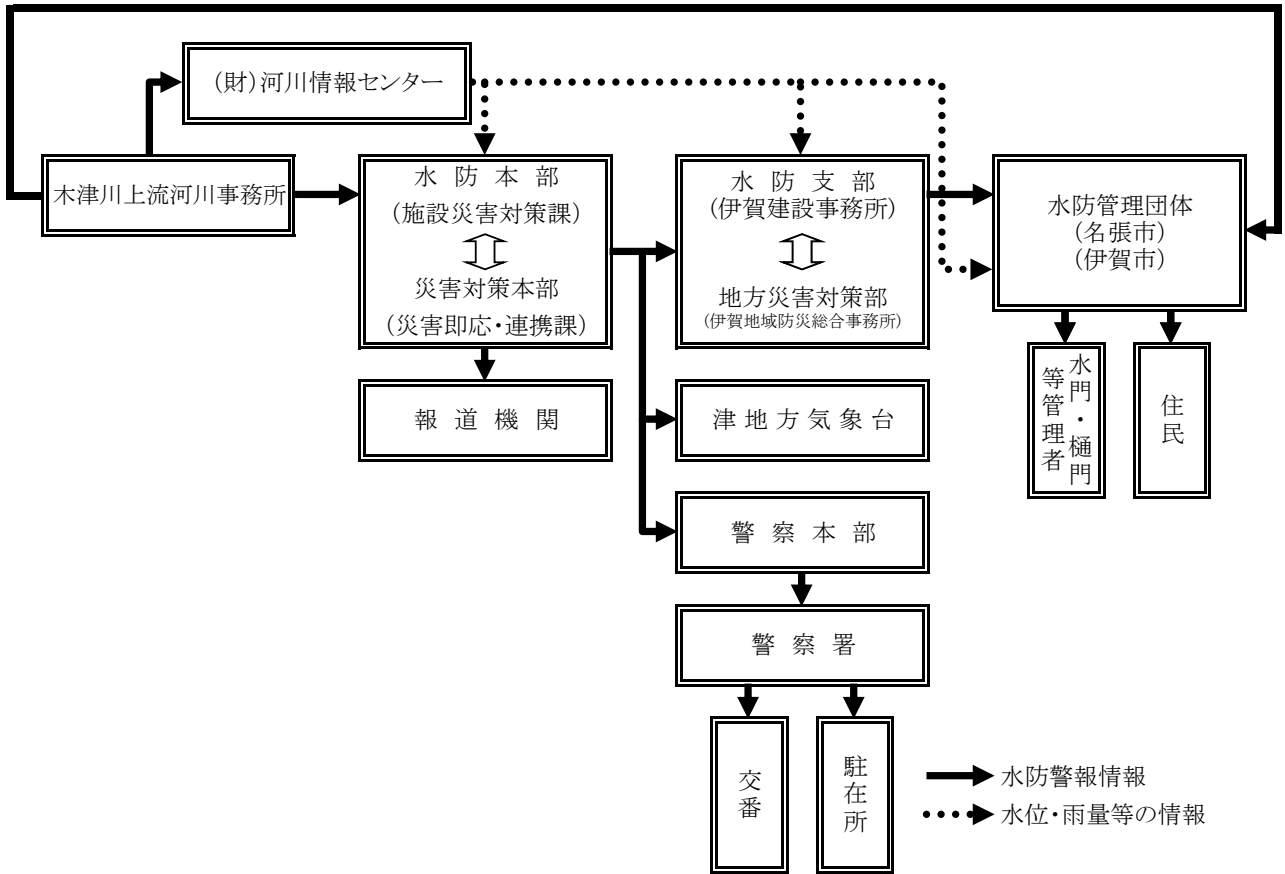 (財)河川情報センター
木津川上流河川事務所
水防本部
(施設災害対策課)
災害対策本部
(災害即応・連携課)
水防支部
(伊賀建設事務所)
地方災害対策部
(伊賀地域防災総合事務所)
水防管理団体
(名張市)
(伊賀市)
報道機関
津地方気象台
水門・樋門
等管理者
住民
警察本部
警察署
交番
駐在所
水防警報情報
水位・雨量等の情報